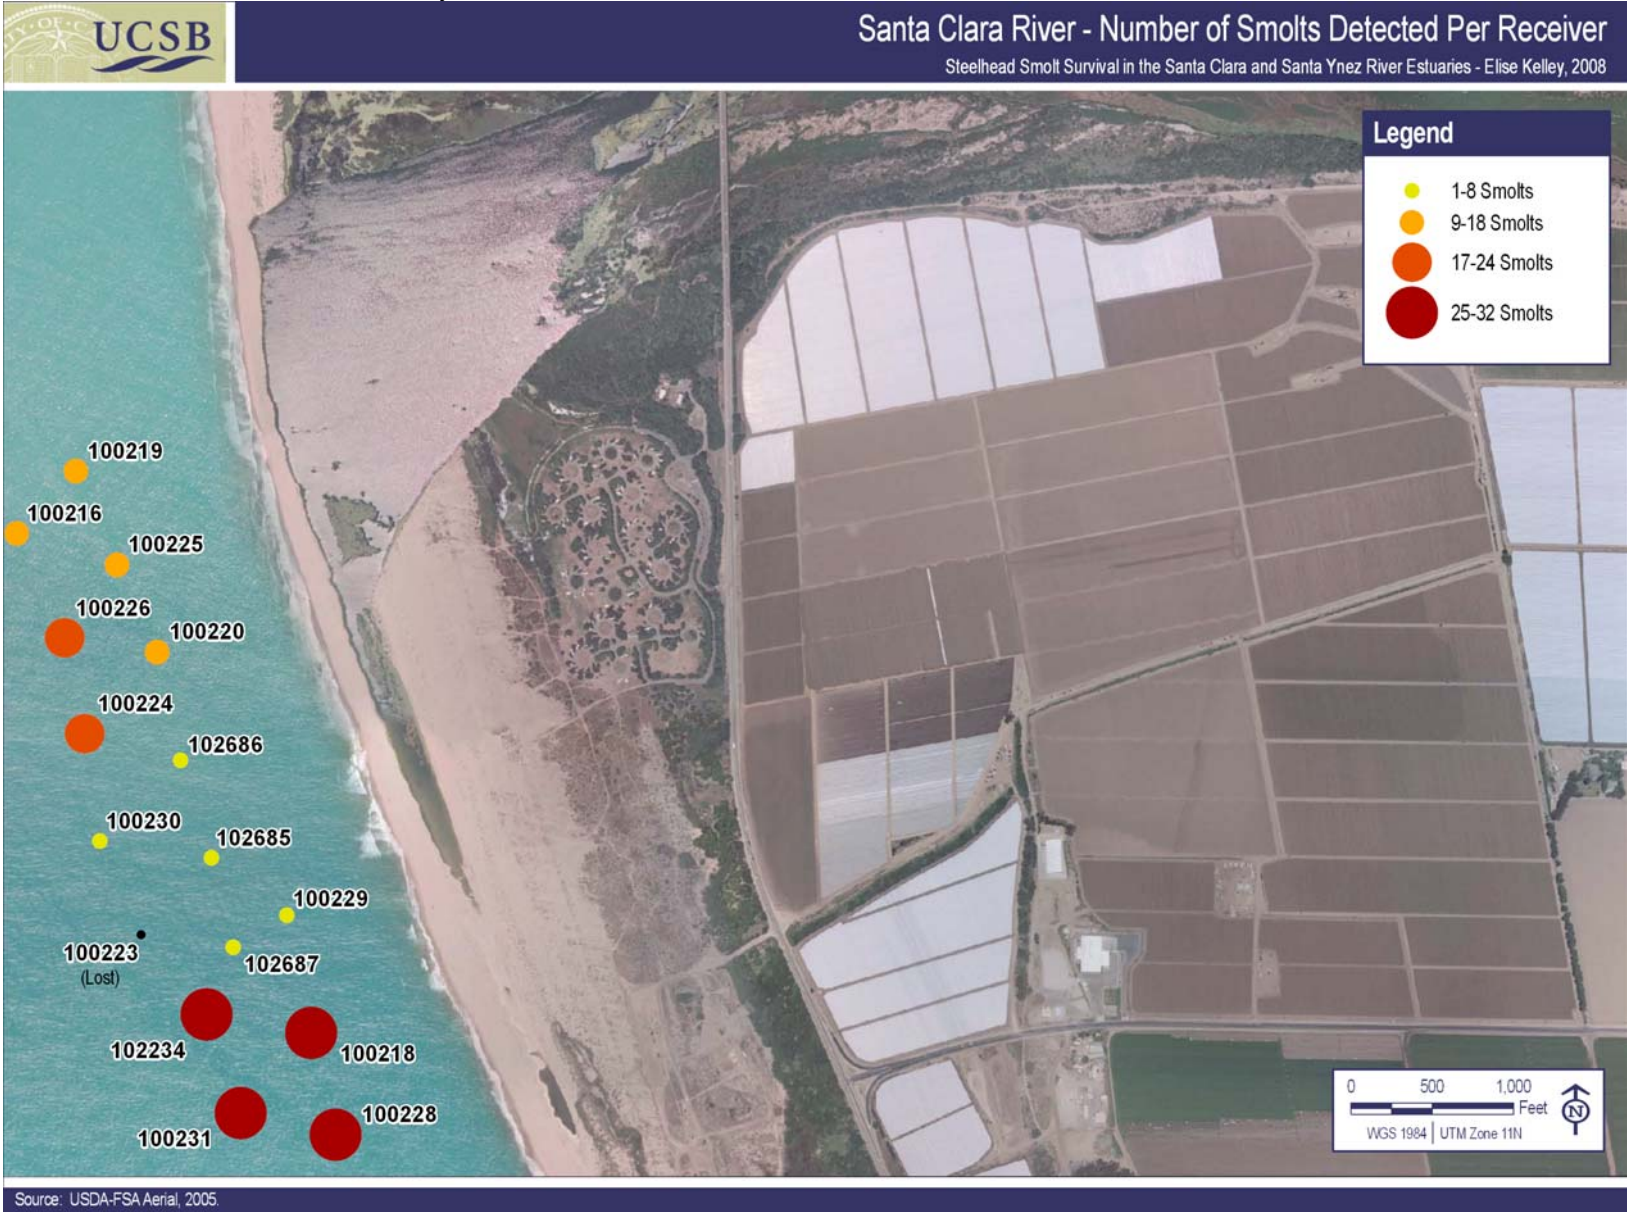 UCSB
Santa Clara River - Number of Smolts Detected Per Receiver
Steelhead Smolt Survival in the Santa Clara and Santa Ynez River Estuaries - Elise Kelley, 2008
Legend
1-8 Smolts
9-18 Smolts
17-24 Smolts
25-32 Smolts
100219
100216
100225
100226
100220
100224
102686
100230
102685
100229
100223
(Lost)
102687
102234
100218
100231
100228
0 500 1,000
Feet
N
WGS 1984 | UTM Zone 11N
Source: USDA-FSA Aerial, 2005.